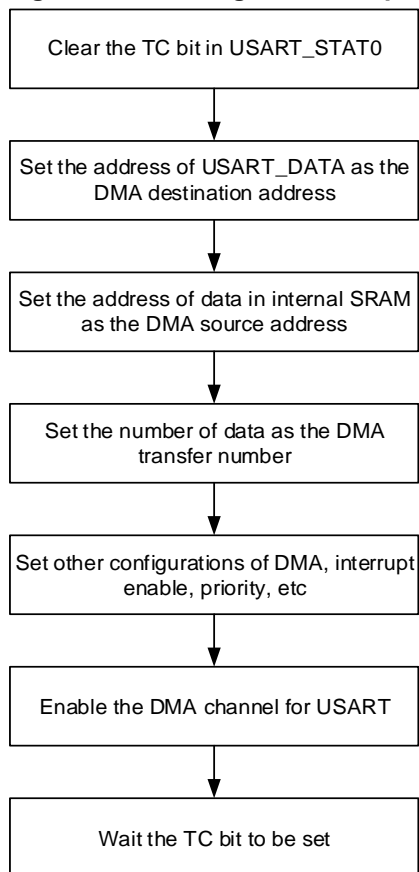 Clear the TC bit in USART_STAT0
Set the address of USART_DATA as the
DMA destination address
Set the address of data in internal SRAM
as the DMA source address
Set the number of data as the DMA
transfer number
Set other configurations of DMA, interrupt
enable, priority, etc
Enable the DMA channel for USART
Wait the TC bit to be set